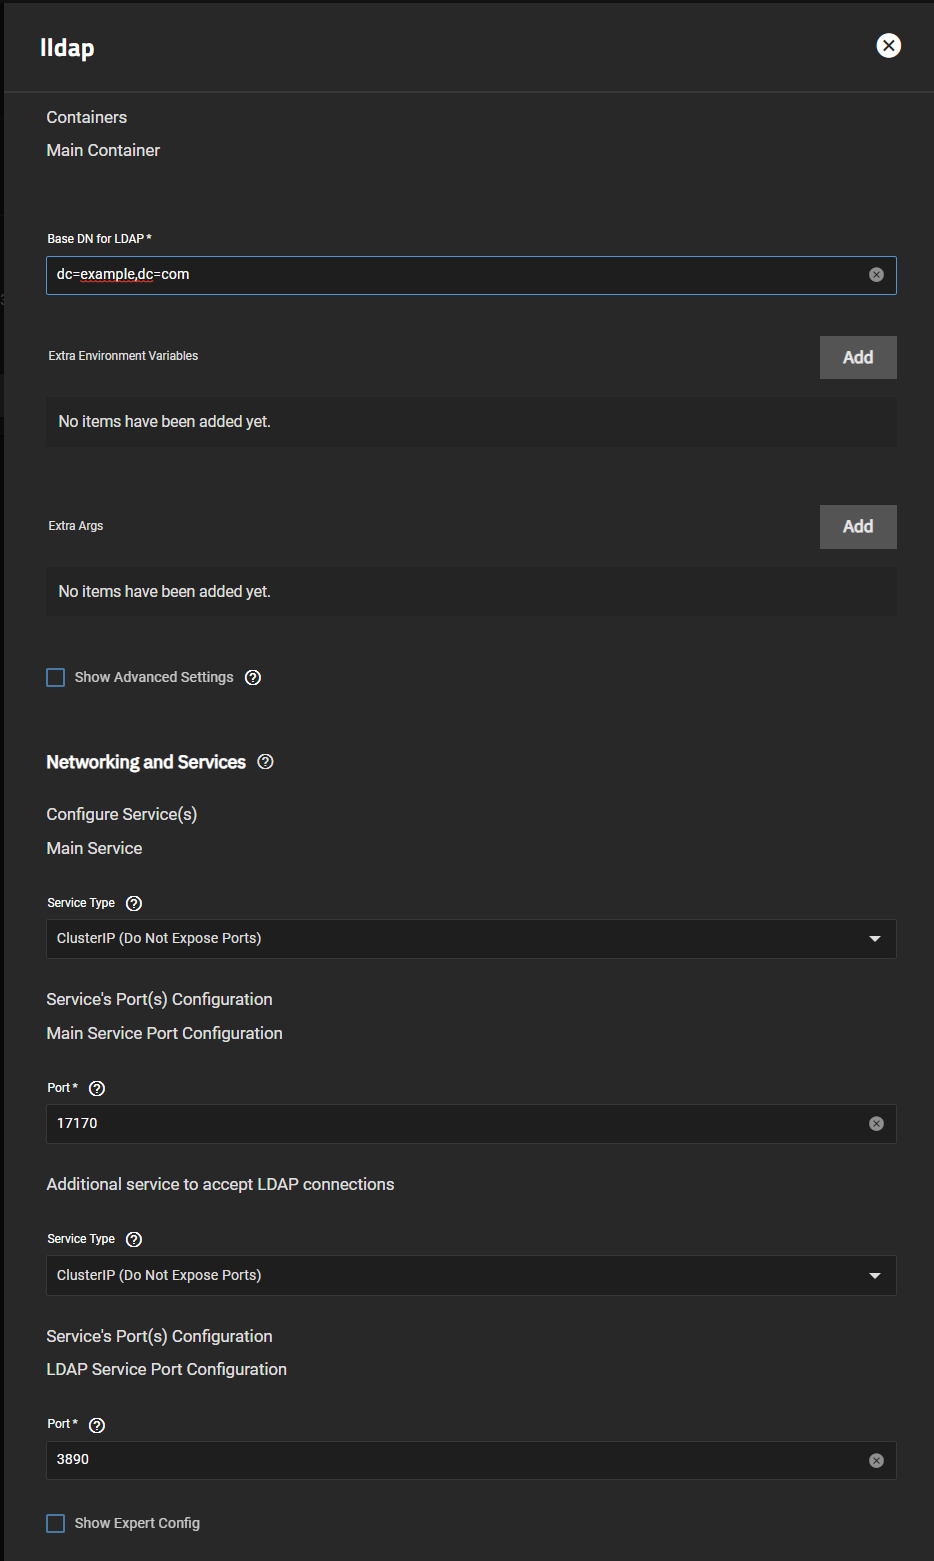 lldap
Containers
Main Container
Base DN for LDAP *
dc=example,dc=com
Extra Environment Variables
Add
No items have been added yet.
Extra Args
Add
No items have been added yet.
Show Advanced Settings
Networking and Services
Configure Service(s)
Main Service
Service Type
ClusterIP (Do Not Expose Ports)
Service's Port(s) Configuration
Main Service Port Configuration
Port *
17170
Additional service to accept LDAP connections
Service Type
ClusterIP (Do Not Expose Ports)
Service's Port(s) Configuration
LDAP Service Port Configuration
Port *
3890
Show Expert Config